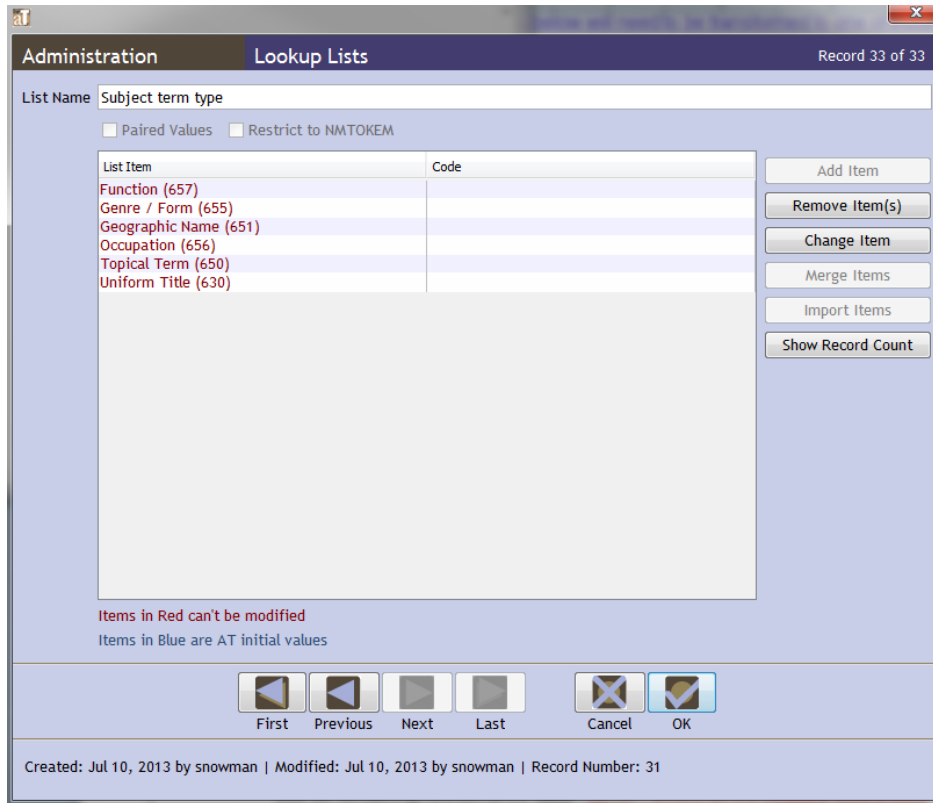 aT
x
Administration Lookup Lists Record 33 of 33
List Name Subject term type
Paired Values Restrict to NMTOKEM
List Item Code
Function (657)
Genre / Form (655)
Geographic Name (651)
Occupation (656)
Topical Term (650)
Uniform Title (630)
Add Item
Remove Item(s)
Change Item
Merge Items
Import Items
Show Record Count
Items in Red can't be modified
Items in Blue are AT initial values
First Previous Next Last Cancel OK
Created: Jul 10, 2013 by snowman | Modified: Jul 10, 2013 by snowman | Record Number: 31